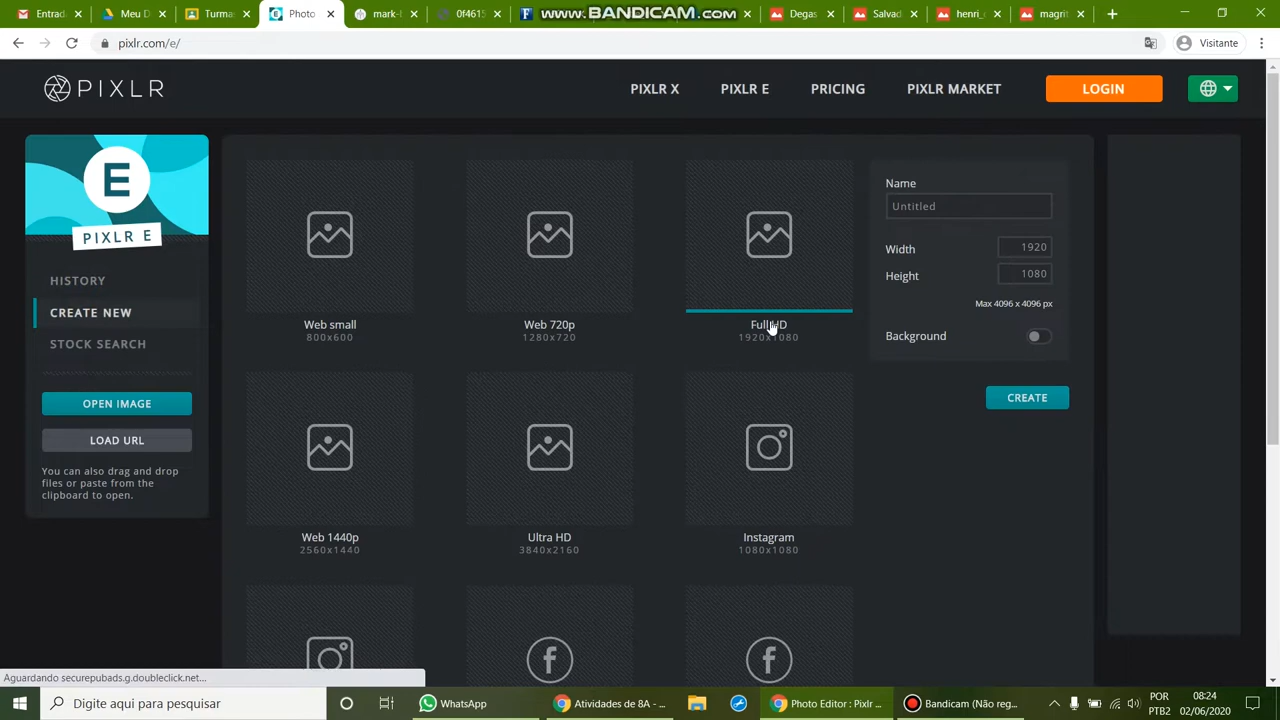 Entrada
Meu D
Turma
Photo
mark-l
0f4615
www.BANDICAM.com
Degas
Salvad
henri_
magrit
pixlr.com/e/
Visitante
PIXLR
PIXLR X
PIXLR E
PRICING
PIXLR MARKET
LOGIN
E
PIXLR E
HISTORY
CREATE NEW
STOCK SEARCH
OPEN IMAGE
LOAD URL
You can also drag and drop
files or paste from the
clipboard to open.
Web small
800x600
Web 720p
1280x720
Full HD
1920x1080
Web 1440p
2560x1440
Ultra HD
3840x2160
Instagram
1080x1080
Name
Untitled
Width
1920
Height
1080
Max 4096 x 4096 px
Background
CREATE
Aguardando securepubads.g.doubleclick.net...
Digite aqui para pesquisar
WhatsApp
Atividades de 8A - ...
Photo Editor : Pixlr ...
Bandicam (Não reg...
POR
PTB2
08:24
02/06/2020